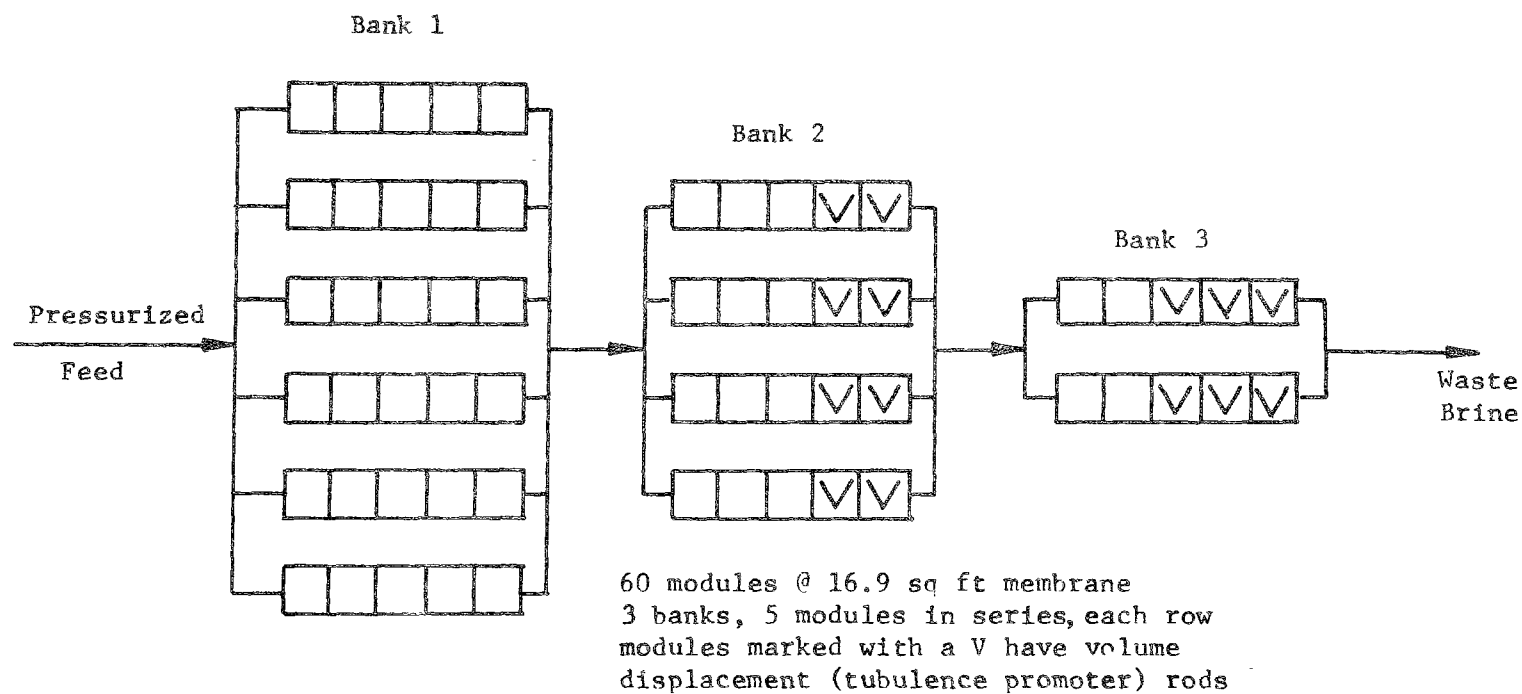 Bank 1
Bank 2
Bank 3
Pressurized
Feed
V V
V V
V V
V V
V V V
V V V
Waste
Brine
60 modules @ 16.9 sq ft membrane
3 banks, 5 modules in series, each row
modules marked with a V have volume
displacement (tubulence promoter) rods